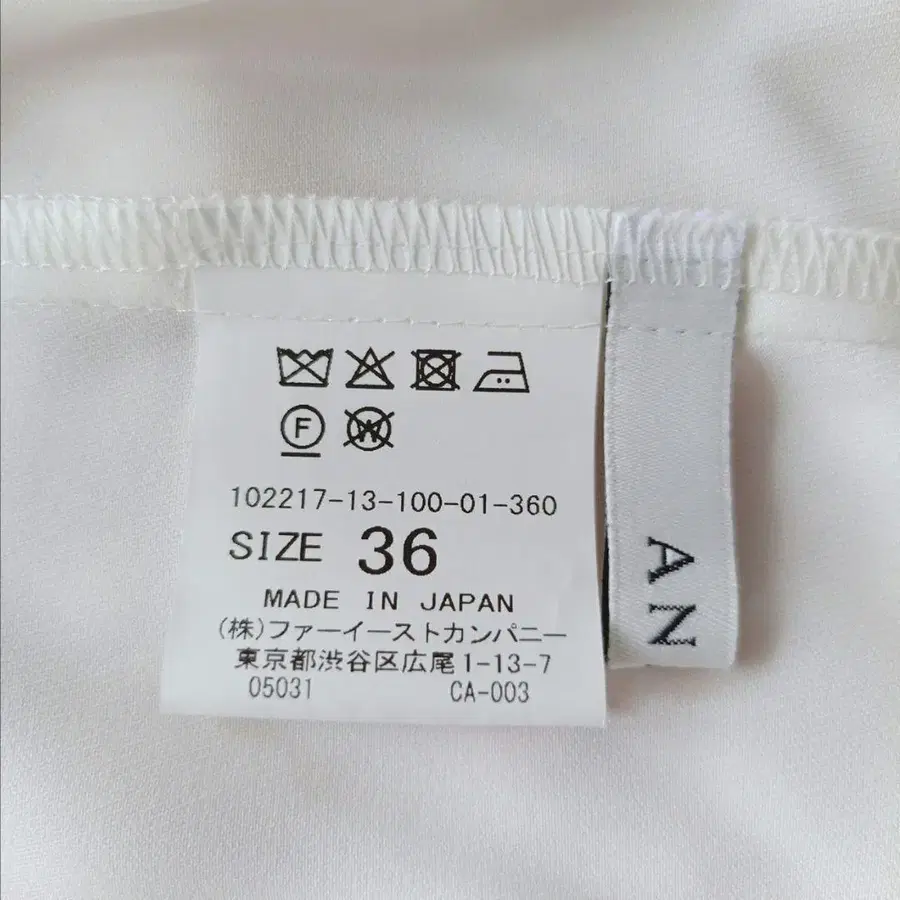 F W
102217-13-100-01-360
SIZE 36
MADE IN JAPAN
(株)ファーイーストカンパニー
東京都渋谷区広尾1-13-7
05031 CA-003
AN